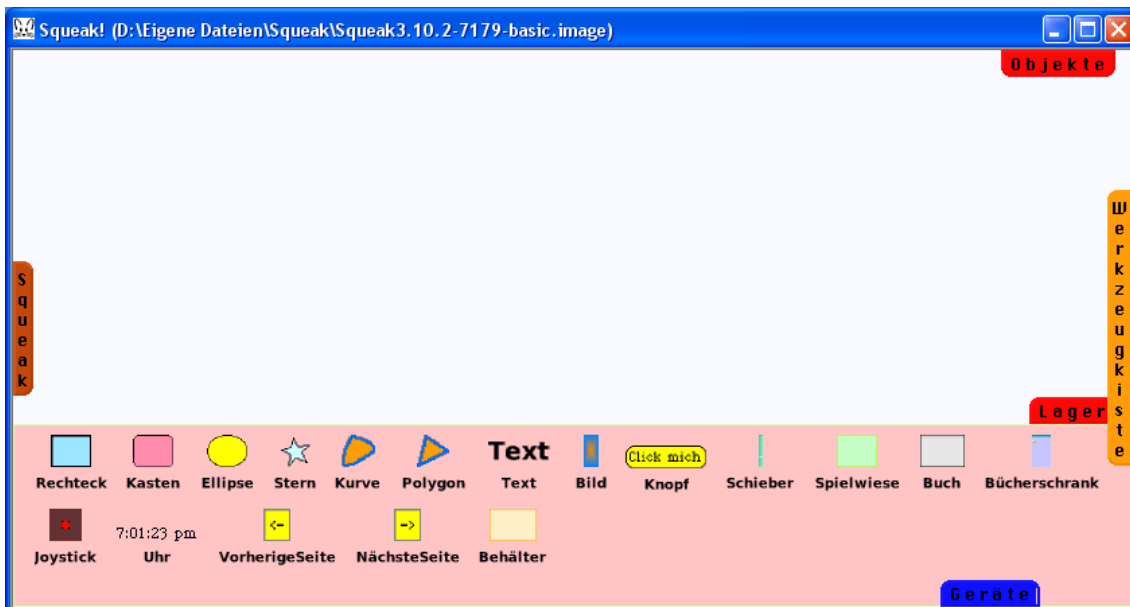 Squeak! (D:\Eigene Dateien\Squeak\Squeak3.10.2-7179-basic.image)
Objekte
Werkzeugkiste
Squeak
Lager
Text
Click mich
Rechteck Kasten Ellipse Stern Kurve Polygon Text Bild Knopf Schieber Spielwiese Buch Bücherschrank
<- ->
7:01:23 pm
Joystick Uhr VorherigeSeite NächsteSeite Behälter
Geräte